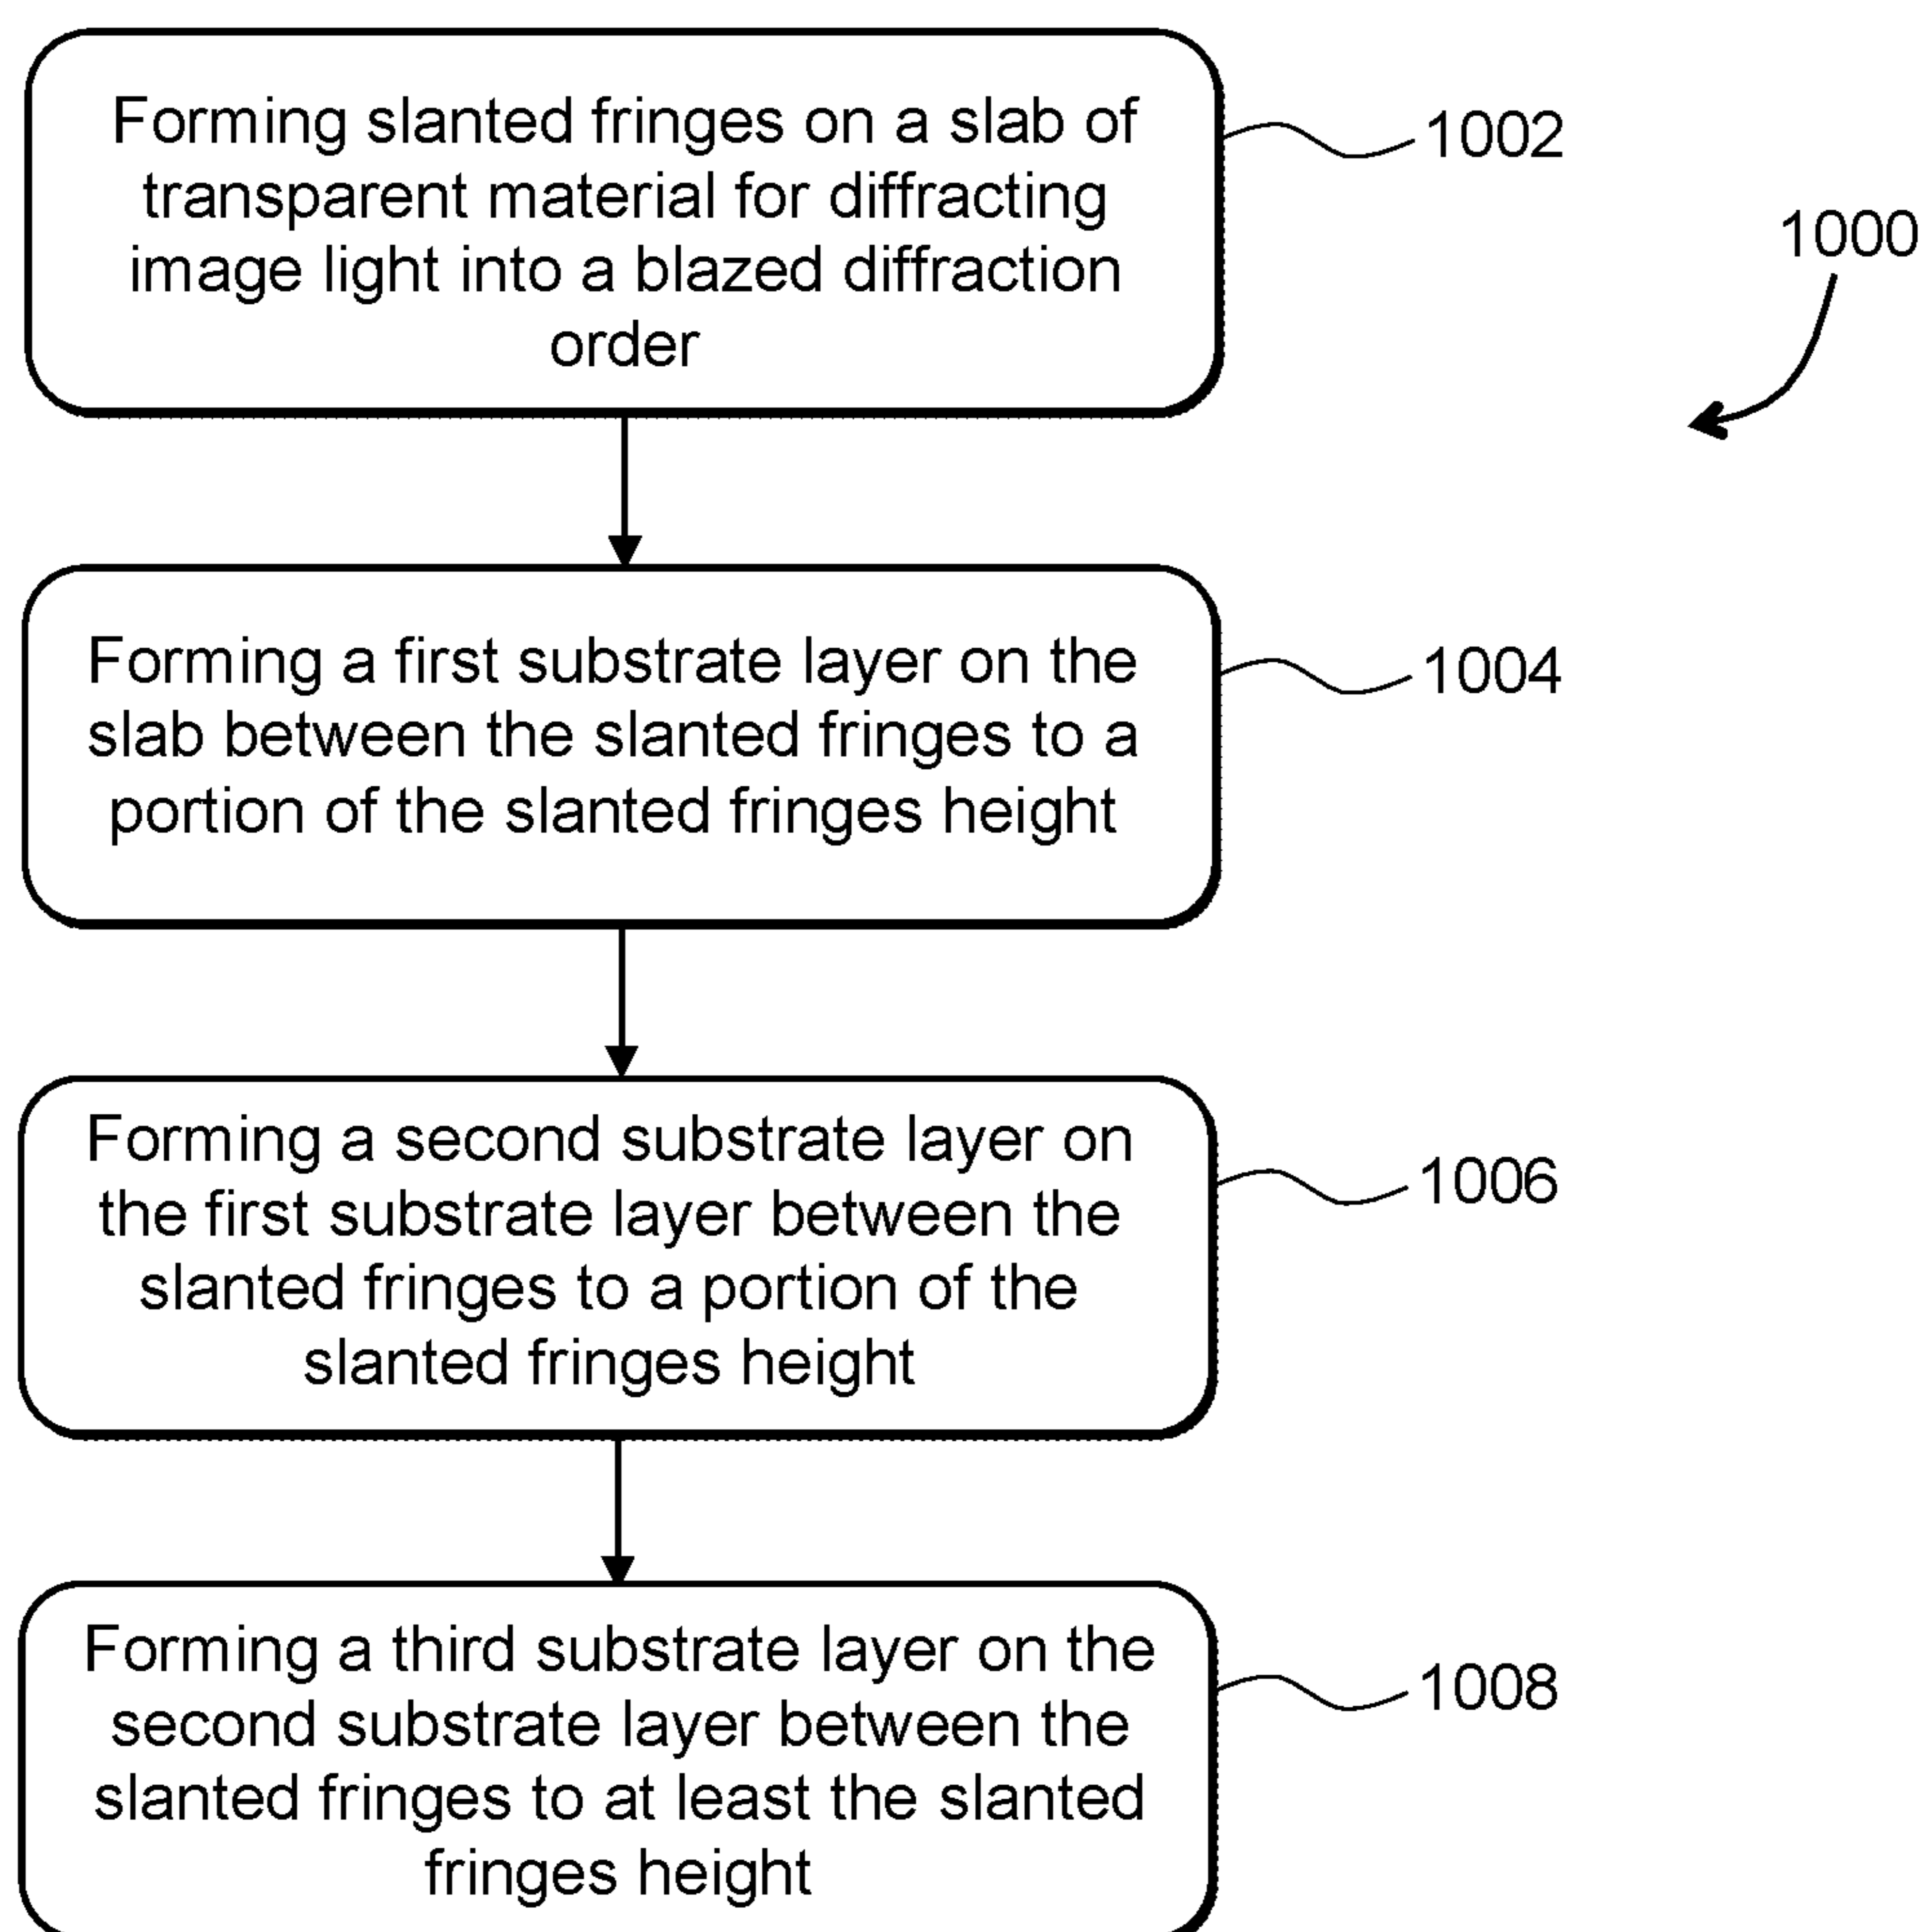 Forming slanted fringes on a slab of
transparent material for diffracting
image light into a blazed diffraction
order
1002
1000
Forming a first substrate layer on the
slab between the slanted fringes to a
portion of the slanted fringes height
1004
Forming a second substrate layer on
the first substrate layer between the
slanted fringes to a portion of the
slanted fringes height
1006
Forming a third substrate layer on the
second substrate layer between the
slanted fringes to at least the slanted
fringes height
1008